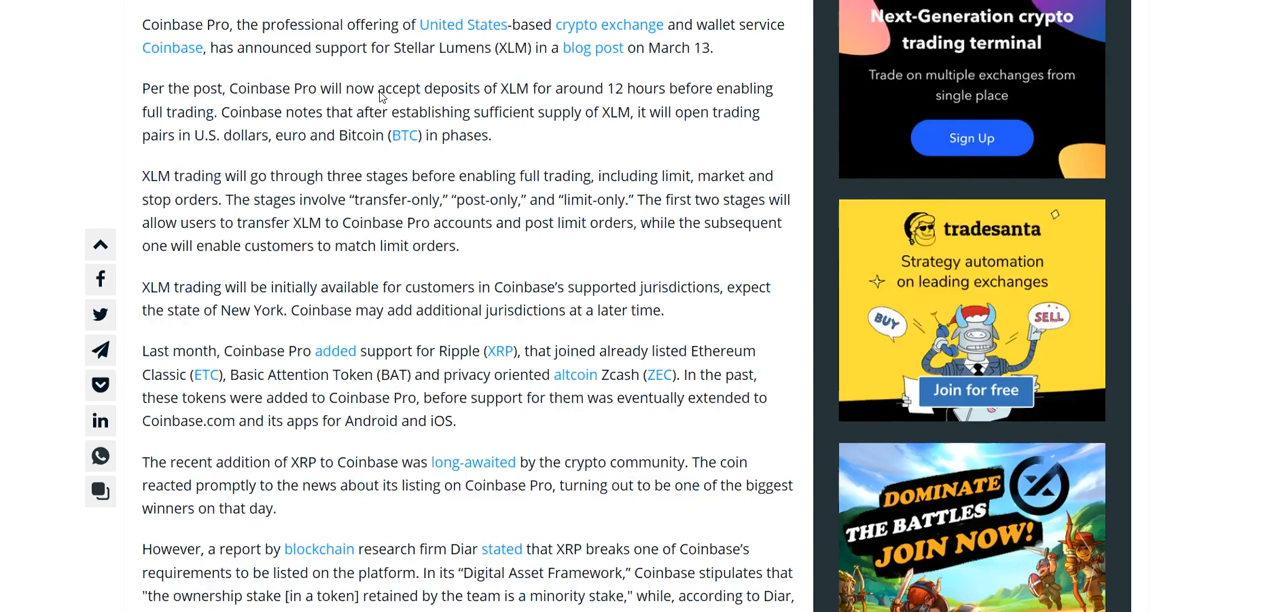 Coinbase Pro, the professional offering of United States-based crypto exchange and wallet service
Coinbase, has announced support for Stellar Lumens (XLM) in a blog post on March 13.
Per the post, Coinbase Pro will now accept deposits of XLM for around 12 hours before enabling
full trading. Coinbase notes that after establishing sufficient supply of XLM, it will open trading
pairs in U.S. dollars, euro and Bitcoin (BTC) in phases.
XLM trading will go through three stages before enabling full trading, including limit, market and
stop orders. The stages involve “transfer-only,” “post-only,” and “limit-only.” The first two stages will
allow users to transfer XLM to Coinbase Pro accounts and post limit orders, while the subsequent
one will enable customers to match limit orders.
XLM trading will be initially available for customers in Coinbase’s supported jurisdictions, expect
the state of New York. Coinbase may add additional jurisdictions at a later time.
Last month, Coinbase Pro added support for Ripple (XRP), that joined already listed Ethereum
Classic (ETC), Basic Attention Token (BAT) and privacy oriented altcoin Zcash (ZEC). In the past,
these tokens were added to Coinbase Pro, before support for them was eventually extended to
Coinbase.com and its apps for Android and iOS.
The recent addition of XRP to Coinbase was long-awaited by the crypto community. The coin
reacted promptly to the news about its listing on Coinbase Pro, turning out to be one of the biggest
winners on that day.
However, a report by blockchain research firm Diar stated that XRP breaks one of Coinbase’s
requirements to be listed on the platform. In its “Digital Asset Framework,” Coinbase stipulates that
"the ownership stake [in a token] retained by the team is a minority stake," while, according to Diar,
Next-Generation crypto
trading terminal
Trade on multiple exchanges from
single place
Sign Up
tradesanta
Strategy automation
on leading exchanges
BUY
SELL
Join for free
DOMINATE
THE BATTLES
JOIN NOW!